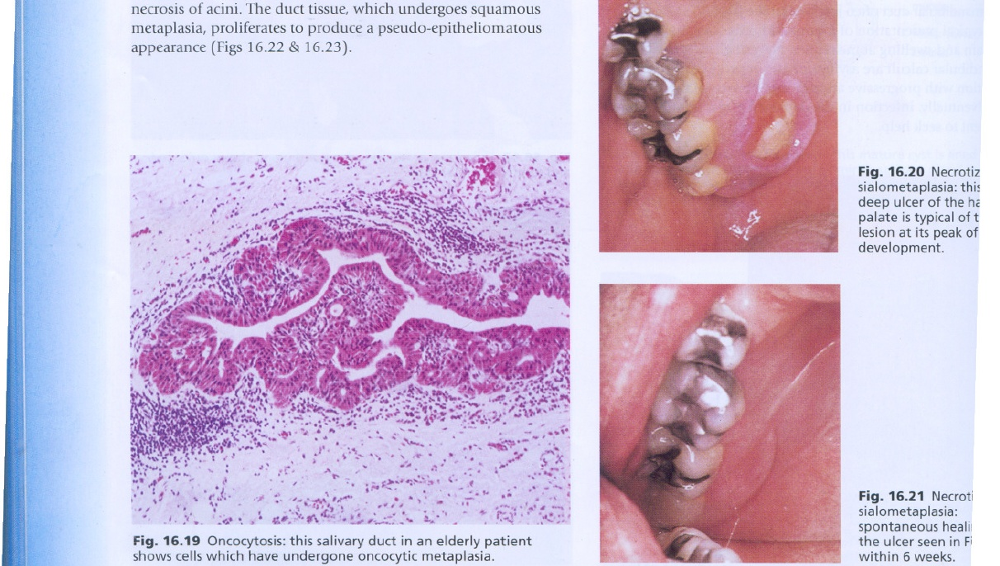 necrosis of acini. The duct tissue, which undergoes squamous
metaplasia, proliferates to produce a pseudo-epitheliomatous
appearance (Figs 16.22 & 16.23).
Fig. 16.20 Necrotiz
sialometaplasia: this
deep ulcer of the ha
palate is typical of t
lesion at its peak of
development.
Fig. 16.21 Necroti
sialometaplasia:
spontaneous heali
the ulcer seen in Fi
within 6 weeks.
Fig. 16.19 Oncocytosis: this salivary duct in an elderly patient
shows cells which have undergone oncocytic metaplasia.